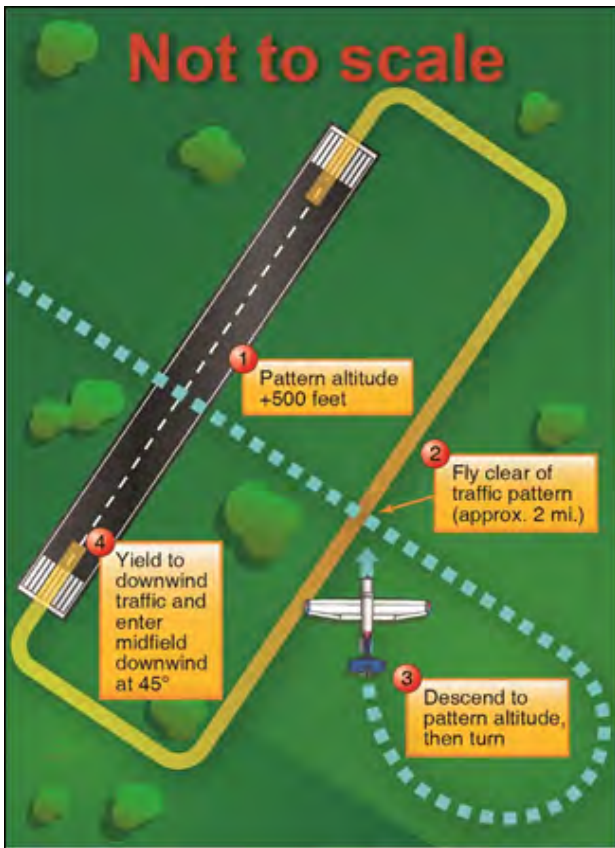 Not to scale
1
Pattern altitude
+500 feet
2
Fly clear of
traffic pattern
(approx. 2 mi.)
4
Yield to
downwind
traffic and
enter
midfield
downwind
at 45°
3
Descend to
pattern altitude,
then turn